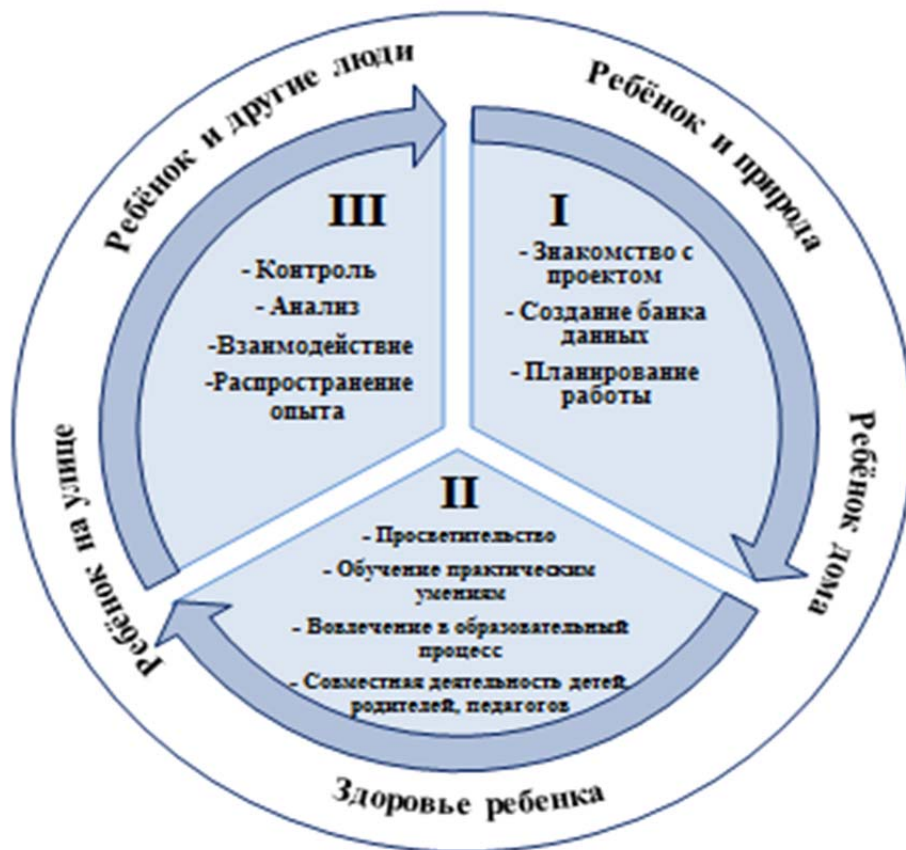 Ребёнок и другие люди
Ребёнок и природа
III
- Контроль
- Анализ
-Взаимодействие
-Распространение
опыта
I
- Знакомство с
проектом
- Создание банка
данных
- Планирование
работы
II
- Просветительство
- Обучение практическим
умениям
- Вовлечение в образовательный
процесс
- Совместная деятельность детей,
родителей, педагогов
Ребёнок на улице
Ребёнок дома
Здоровье ребенка